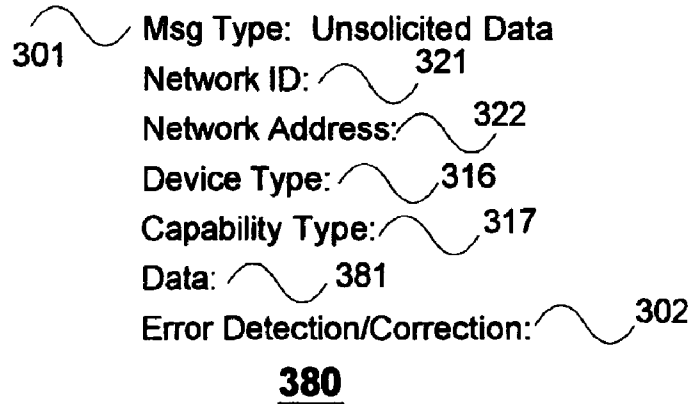 301 Msg Type: Unsolicited Data
Network ID: 321
Network Address: 322
Device Type: 316
Capability Type: 317
Data: 381
Error Detection/Correction: 302
380